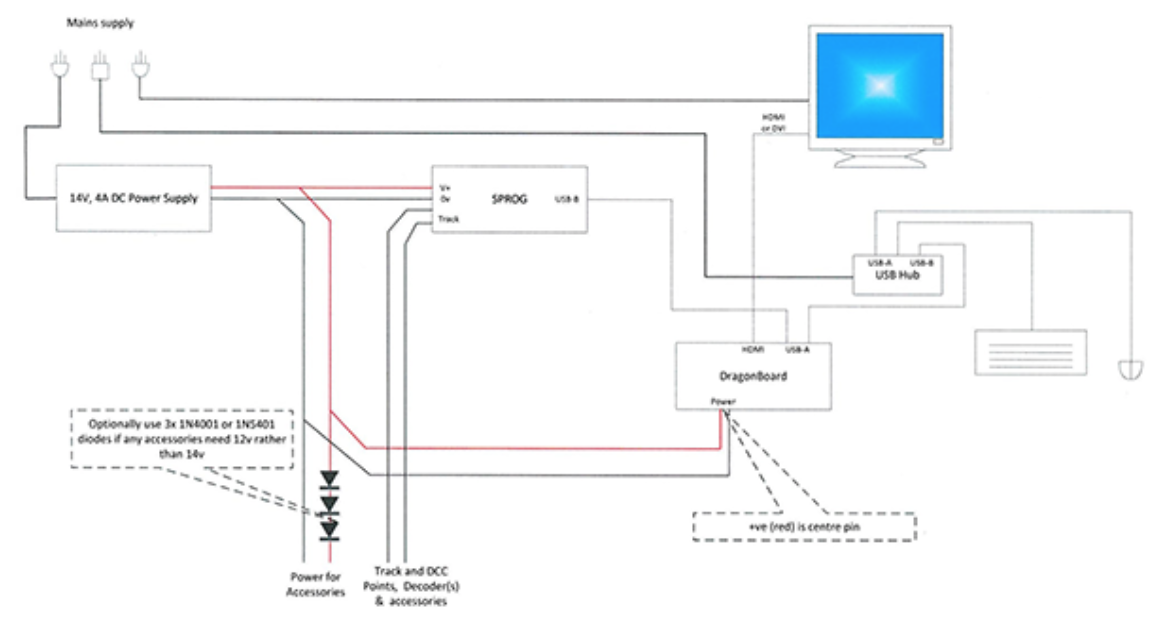 Mains supply
HDMI
or DVI
14V, 4A DC Power Supply
V+
0v
Track
SPROG
USB-B
USB-A
USB-B
USB Hub
HDMI
USB-A
DragonBoard
Power
Optionally use 3x 1N4001 or 1N5401
diodes if any accessories need 12v rather
than 14v
+ve (red) is centre pin
Power for
Accessories
Track and DCC
Points, Decoder(s)
& accessories